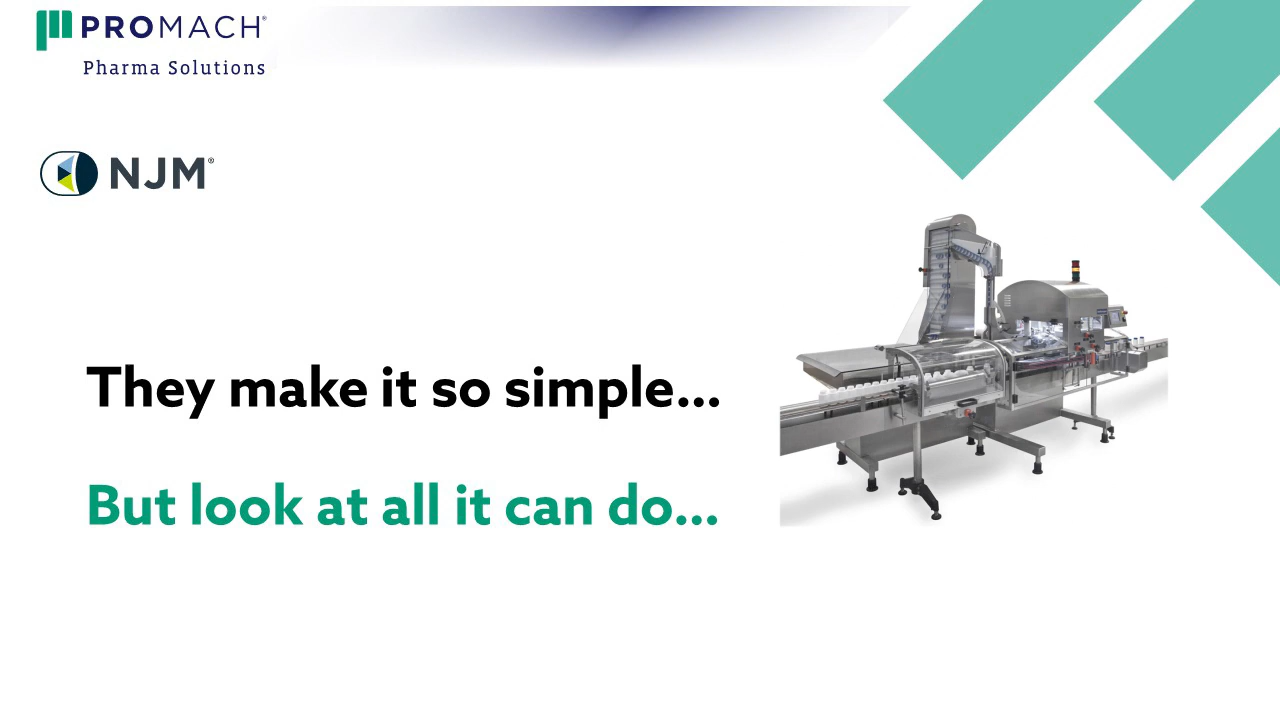 PROMACH®
Pharma Solutions
NJM®
They make it so simple...
But look at all it can do...